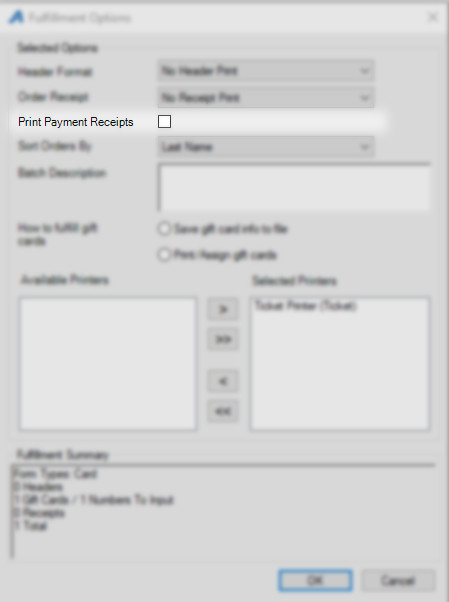 Fulfillment Options
Selected Options
Header Format No Header Print
Order Receipt No Receipt Print
Print Payment Receipts
Sort Orders By Last Name
Batch Description
How to fulfill gift
cards
Save gift card info to file
Print/Assign gift cards
Available Printers Selected Printers
Ticket Printer (Ticket)
>
>>
<
<<
Fulfillment Summary
Form Types: Card
0 Headers
1 Gift Cards / 1 Numbers To Input
0 Receipts
1 Total
OK Cancel